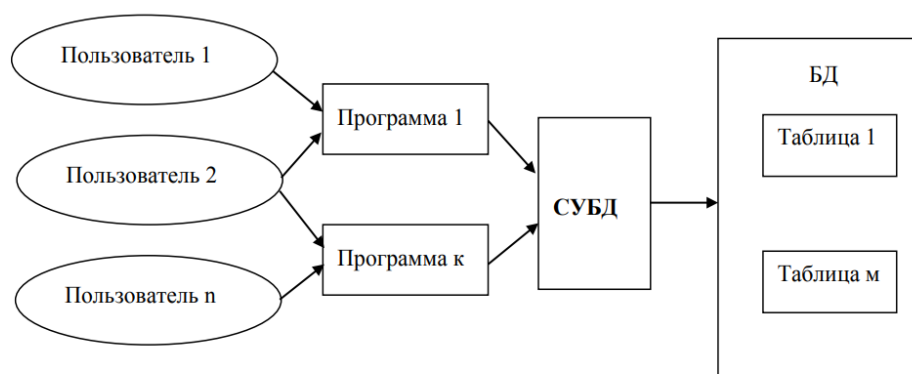 Пользователь 1
Пользователь 2
Пользователь n
Программа 1
Программа к
СУБД
БД
Таблица 1
Таблица м